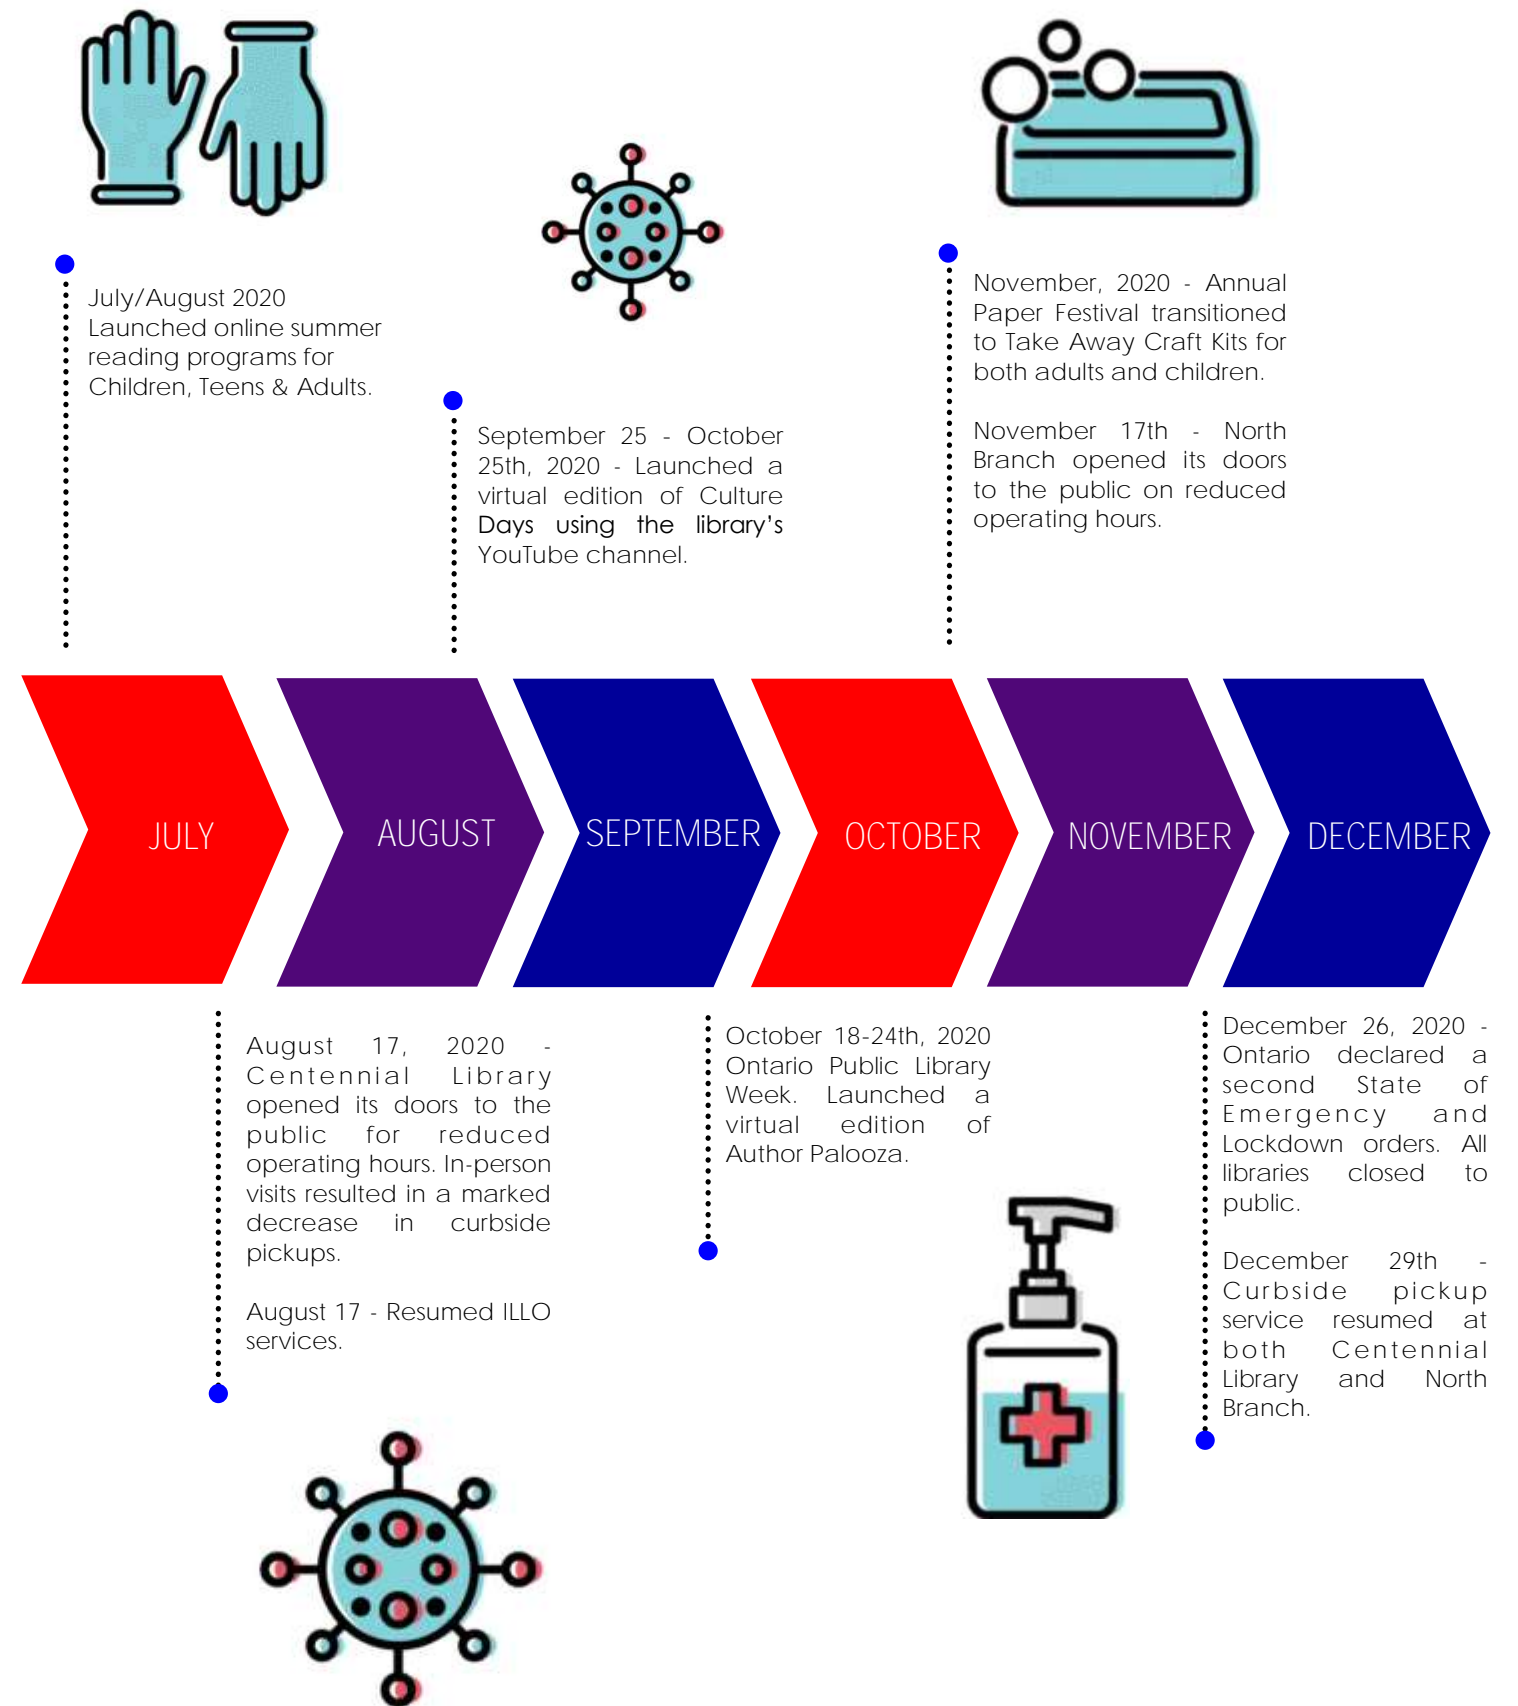 July/August 2020
Launched online summer
reading programs for
Children, Teens & Adults.
September 25 - October
25th, 2020 - Launched a
virtual edition of Culture
Days using the library’s
YouTube channel.
November, 2020 - Annual
Paper Festival transitioned
to Take Away Craft Kits for
both adults and children.
November 17th - North
Branch opened its doors
to the public on reduced
operating hours.
JULY
AUGUST
SEPTEMBER
OCTOBER
NOVEMBER
DECEMBER
August 17, 2020 -
Centennial Library
opened its doors to the
public for reduced
operating hours. In-person
visits resulted in a marked
decrease in curbside
pickups.
August 17 - Resumed ILLO
services.
October 18-24th, 2020
Ontario Public Library
Week. Launched a
virtual edition of
Author Palooza.
December 26, 2020 -
Ontario declared a
second State of
Emergency and
Lockdown orders. All
libraries closed to
public.
December 29th -
Curbside pickup
service resumed at
both Centennial
Library and North
Branch.